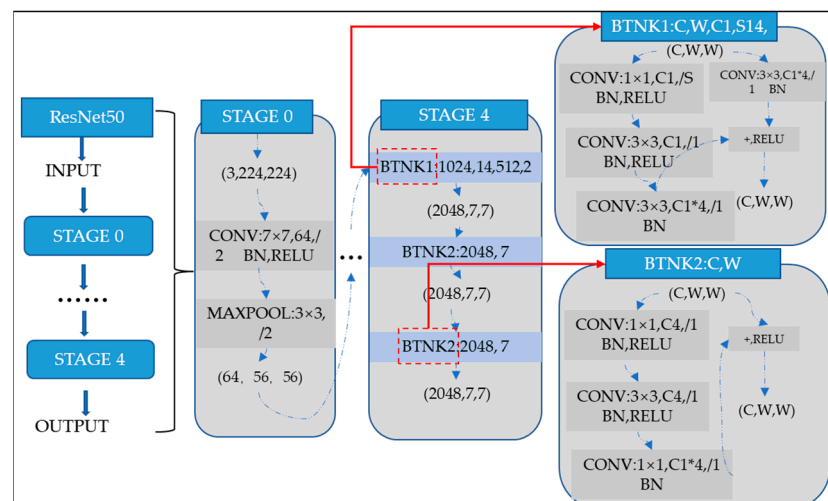 ResNet50
INPUT
STAGE 0
......
STAGE 4
OUTPUT
STAGE 0
(3,224,224)
CONV:7×7,64,/
2 BN,RELU
MAXPOOL:3×3,
/2
(64, 56, 56)
...
STAGE 4
BTNK1:1024,14,512,2
(2048,7,7)
BTNK2:2048, 7
(2048,7,7)
BTNK2:2048, 7
(2048,7,7)
BTNK1:C,W,C1,S14,
(C,W,W)
CONV:1×1,C1,/S
BN,RELU
CONV:3×3,C1,/1
BN,RELU
CONV:3×3,C1*4,/1
BN
CONV:3×3,C1*4,/
1 BN
+,RELU
(C,W,W)
BTNK2:C,W
(C,W,W)
CONV:1×1,C4,/1
BN,RELU
CONV:3×3,C4,/1
BN,RELU
CONV:1×1,C1*4,/1
BN
+,RELU
(C,W,W)